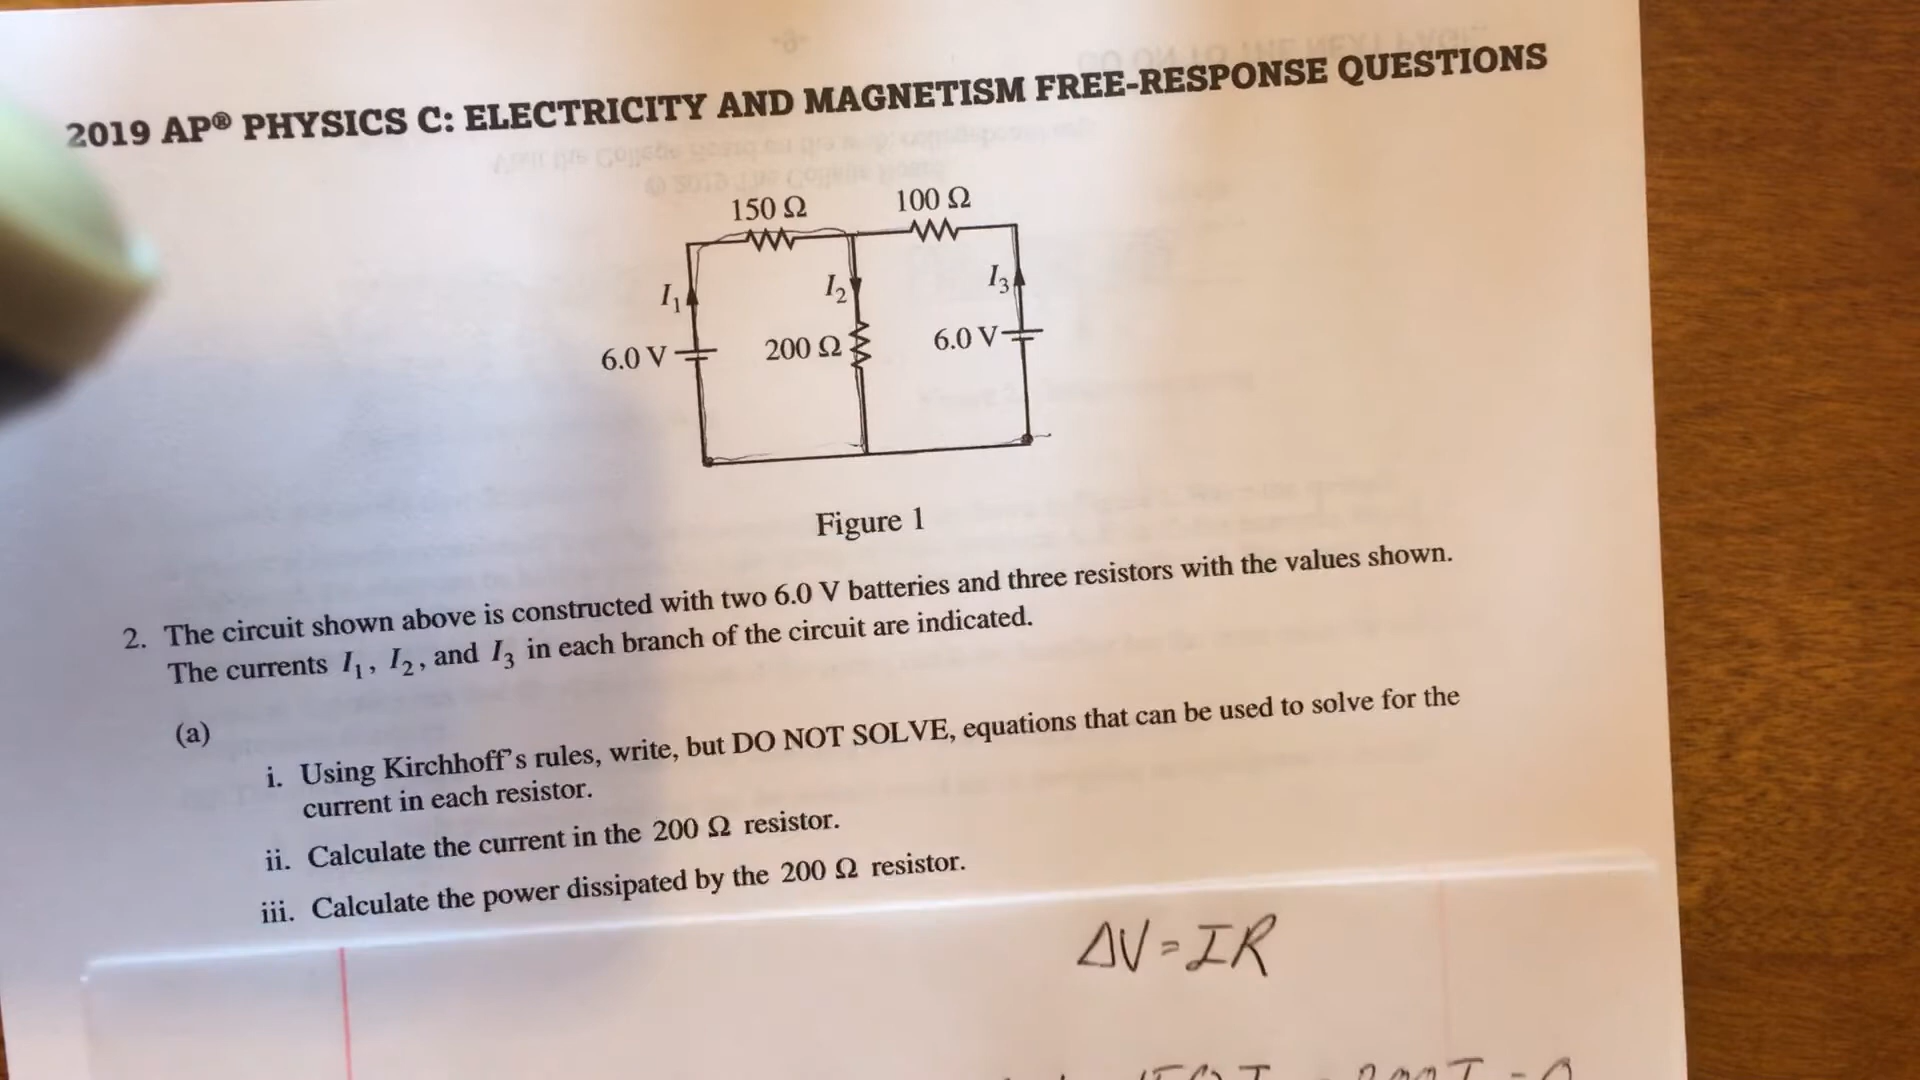 2019 AP® PHYSICS C: ELECTRICITY AND MAGNETISM FREE-RESPONSE QUESTIONS
150 Ω
100 Ω
I₁
I₂
I₃
6.0 V
200 Ω
6.0 V
Figure 1
2. The circuit shown above is constructed with two 6.0 V batteries and three resistors with the values shown.
The currents I₁, I₂, and I₃ in each branch of the circuit are indicated.
(a)
i. Using Kirchhoff's rules, write, but DO NOT SOLVE, equations that can be used to solve for the
current in each resistor.
ii. Calculate the current in the 200 Ω resistor.
iii. Calculate the power dissipated by the 200 Ω resistor.
ΔV = IR